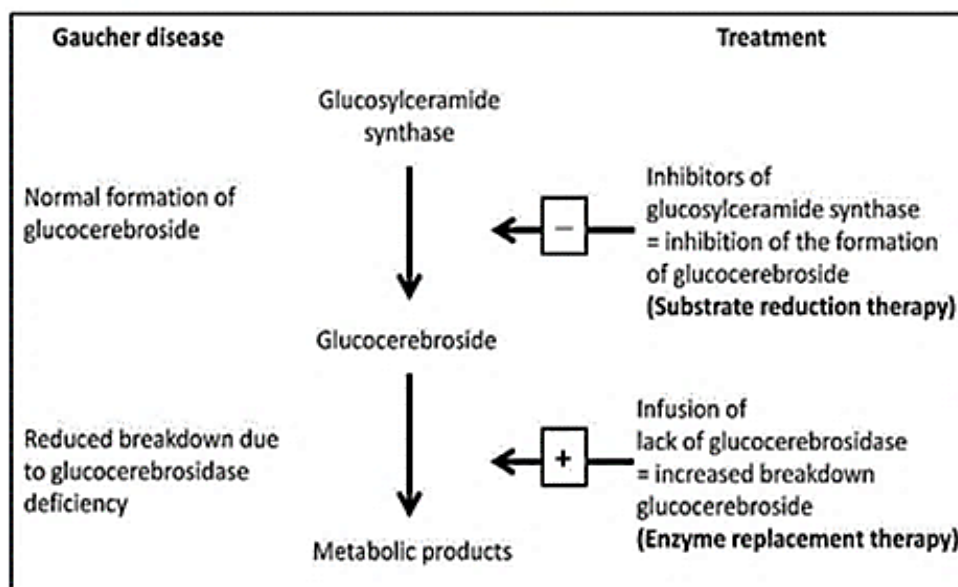 Gaucher disease
Treatment
Glucosylceramide
synthase
Normal formation of
glucocerebroside
−
Inhibitors of
glucosylceramide synthase
= inhibition of the formation
of glucocerebroside
(Substrate reduction therapy)
Glucocerebroside
Reduced breakdown due
to glucocerebrosidase
deficiency
+
Infusion of
lack of glucocerebrosidase
= increased breakdown
glucocerebroside
(Enzyme replacement therapy)
Metabolic products